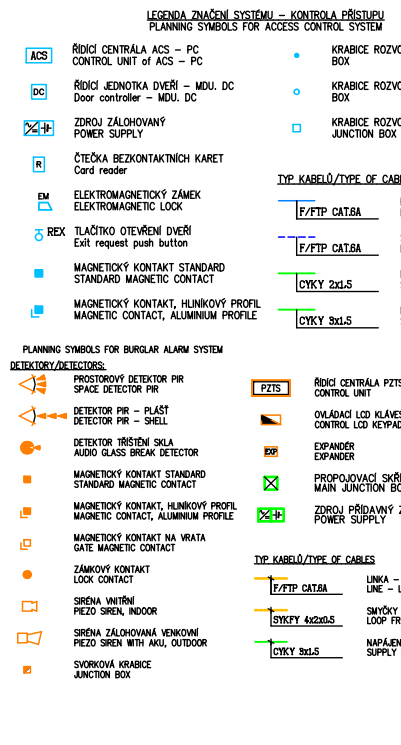 LEGENDA ZNAČENÍ SYSTÉMU – KONTROLA PŘÍSTUPU
PLANNING SYMBOLS FOR ACCESS CONTROL SYSTEM
ACS
ŘÍDÍCÍ CENTRÁLA ACS – PC
CONTROL UNIT of ACS – PC
DC
ŘÍDÍCÍ JEDNOTKA DVEŘÍ – MDU. DC
Door controller – MDU. DC
ZDROJ ZÁLOHOVANÝ
POWER SUPPLY
R
ČTEČKA BEZKONTAKTNÍCH KARET
Card reader
EM
ELEKTROMAGNETICKÝ ZÁMEK
ELEKTROMAGNETIC LOCK
REX
TLAČÍTKO OTEVŘENÍ DVEŘÍ
Exit request push button
MAGNETICKÝ KONTAKT STANDARD
STANDARD MAGNETIC CONTACT
MAGNETICKÝ KONTAKT, HLINÍKOVÝ PROFIL
MAGNETIC CONTACT, ALUMINIUM PROFILE
KRABICE ROZVO
BOX
KRABICE ROZVO
BOX
KRABICE ROZVO
JUNCTION BOX
TYP KABELŮ/TYPE OF CABL
F/FTP CAT.6A
F/FTP CAT.6A
CYKY 2x1.5
CYKY 3x1.5
PLANNING SYMBOLS FOR BURGLAR ALARM SYSTEM
DETEKTORY/DETECTORS:
PROSTOROVÝ DETEKTOR PIR
SPACE DETECTOR PIR
DETEKTOR PIR – PLÁŠŤ
DETECTOR PIR – SHELL
DETEKTOR TŘÍŠTĚNÍ SKLA
AUDIO GLASS BREAK DETECTOR
MAGNETICKÝ KONTAKT STANDARD
STANDARD MAGNETIC CONTACT
MAGNETICKÝ KONTAKT, HLINÍKOVÝ PROFIL
MAGNETIC CONTACT, ALUMINIUM PROFILE
MAGNETICKÝ KONTAKT NA VRATA
GATE MAGNETIC CONTACT
ZÁMKOVÝ KONTAKT
LOCK CONTACT
SIRÉNA VNITŘNÍ
PIEZO SIREN, INDOOR
SIRÉNA ZÁLOHOVANÁ VENKOVNÍ
PIEZO SIREN WITH AKU, OUTDOOR
SVORKOVÁ KRABICE
JUNCTION BOX
PZTS
ŘÍDÍCÍ CENTRÁLA PZTS
CONTROL UNIT
OVLÁDACÍ LCD KLÁVES
CONTROL LCD KEYPAD
EXP
EXPANDÉR
EXPANDER
PROPOJOVACÍ SKŘÍ
MAIN JUNCTION BO
ZDROJ PŘÍDAVNÝ Z
POWER SUPPLY
TYP KABELŮ/TYPE OF CABLES
F/FTP CAT.6A
LINKA –
LINE – L
SYKFY 4x2x0.5
SMYČKY
LOOP FR
CYKY 3x1.5
NAPÁJEN
SUPPLY